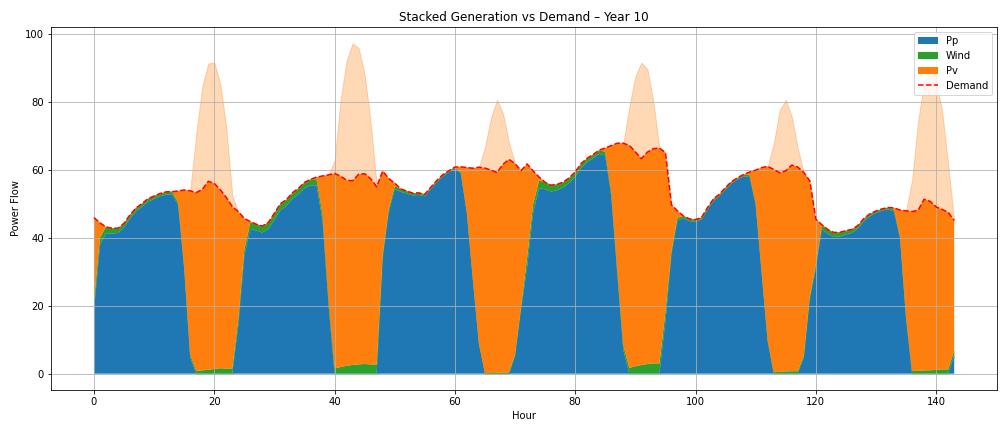 Stacked Generation vs Demand – Year 10
100
80
60
40
20
0
Power Flow
Pp
Wind
Pv
Demand
0 20 40 60 80 100 120 140
Hour